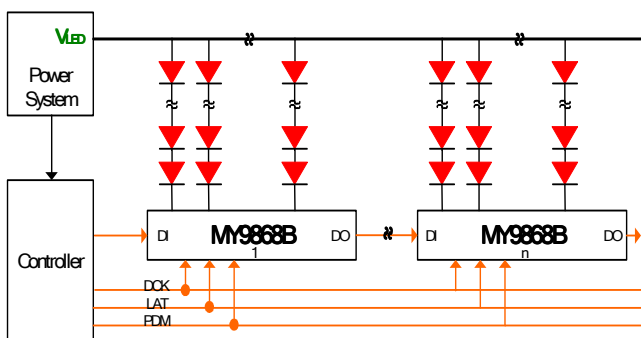 VLED
Power
System
Controller
DI
MY9868B
DO
1
DI
MY9868B
DO
n
DCK
LAT
PDM